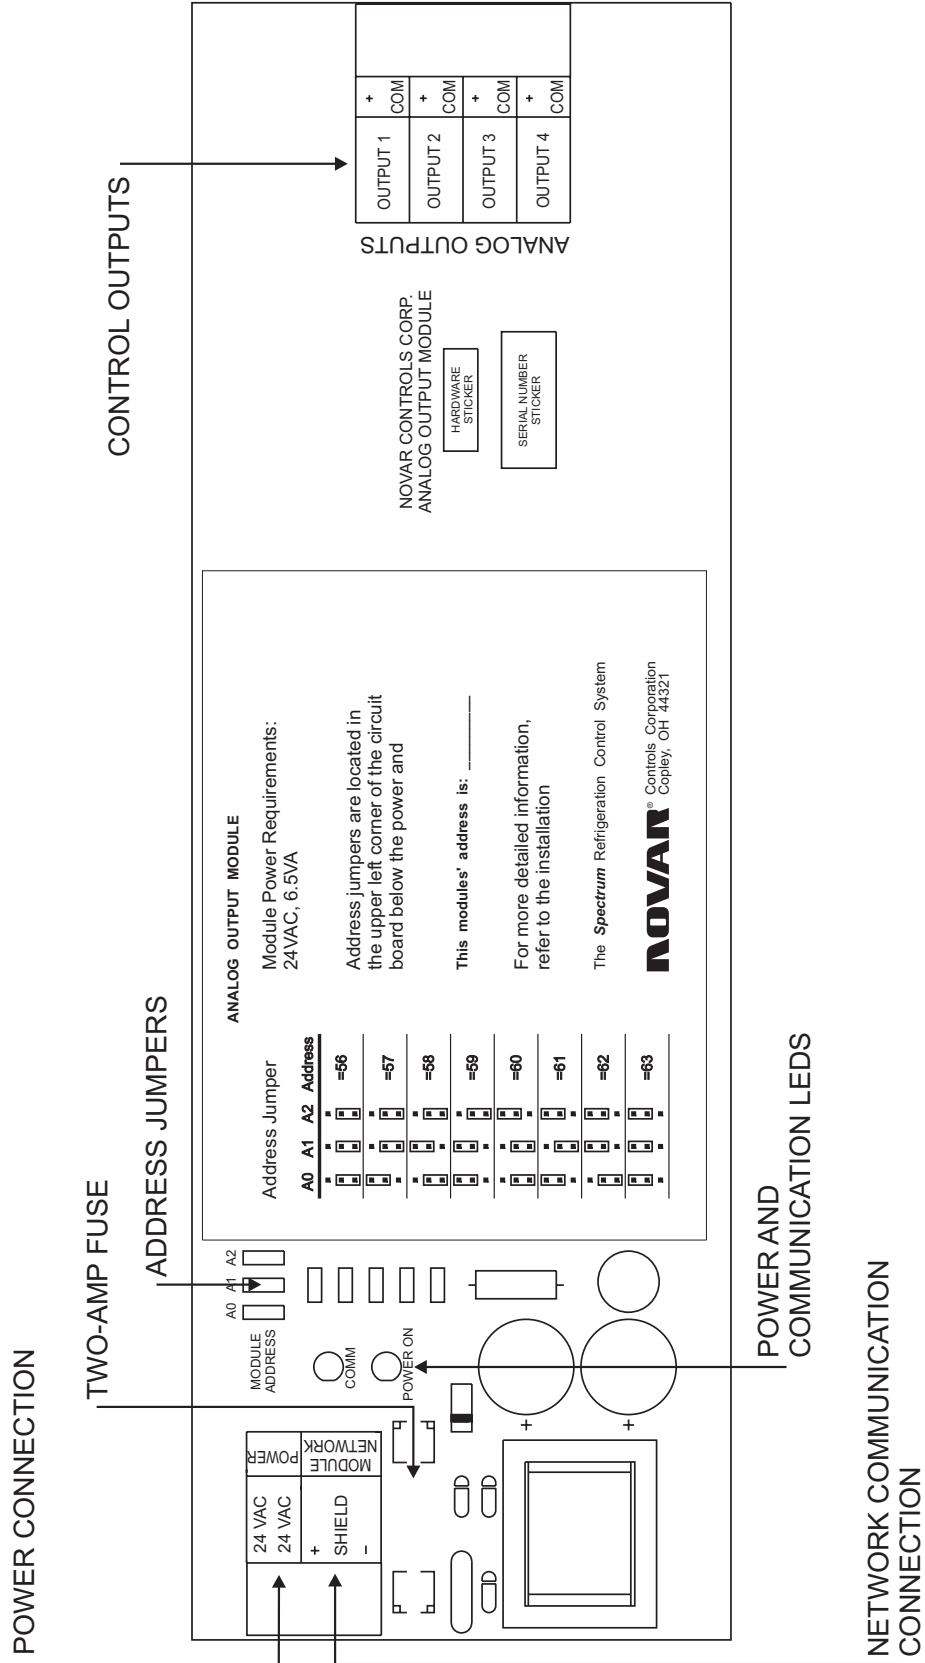 POWER CONNECTION
TWO-AMP FUSE
ADDRESS JUMPERS
CONTROL OUTPUTS
POWER
24 VAC
24 VAC
MODULE
NETWORK
+
SHIELD
–
MODULE
ADDRESS
A0
A1
A2
COMM
POWER ON
+
+
Address Jumper
A0 A1 A2 Address
=56
=57
=58
=59
=60
=61
=62
=63
ANALOG OUTPUT MODULE
Module Power Requirements:
24VAC, 6.5VA
Address jumpers are located in
the upper left corner of the circuit
board below the power and
This modules' address is: _________
For more detailed information,
refer to the installation
The Spectrum Refrigeration Control System
NOVAR® Controls Corporation
Copley, OH 44321
NOVAR CONTROLS CORP.
ANALOG OUTPUT MODULE
HARDWARE
STICKER
SERIAL NUMBER
STICKER
ANALOG OUTPUTS
OUTPUT 1
+
COM
OUTPUT 2
+
COM
OUTPUT 3
+
COM
OUTPUT 4
+
COM
POWER AND
COMMUNICATION LEDS
NETWORK COMMUNICATION
CONNECTION